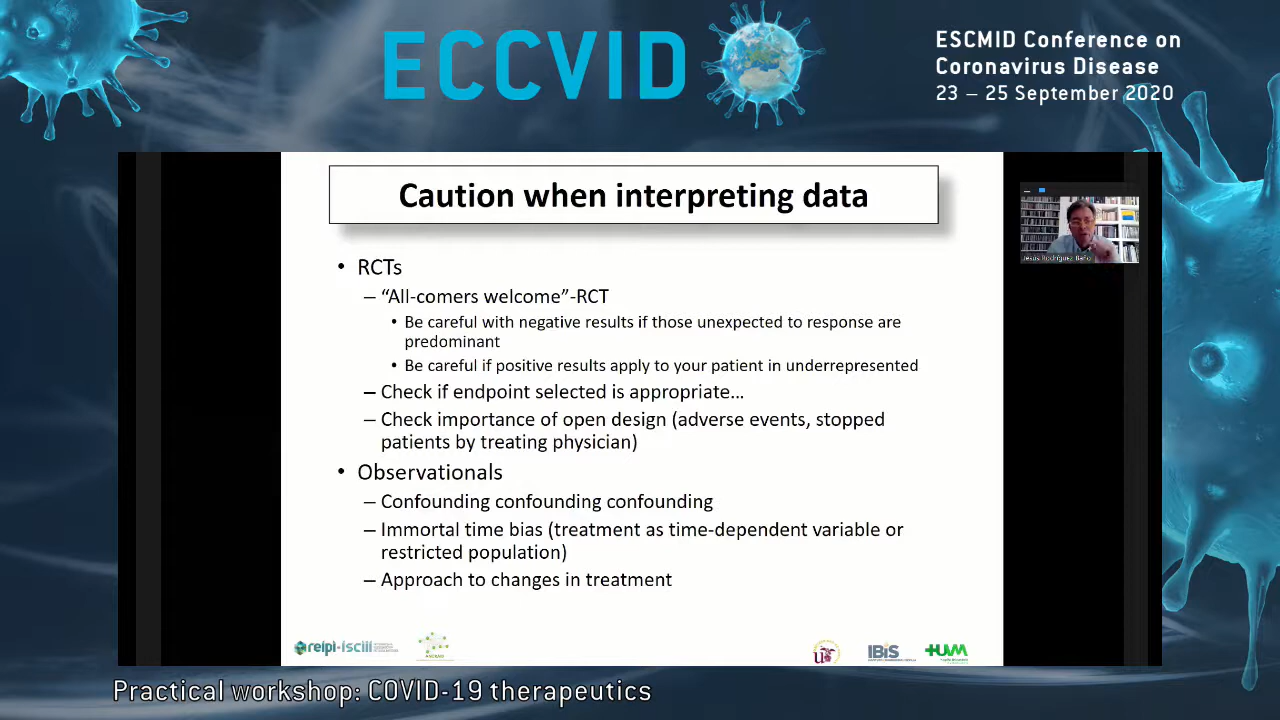 ECCVID
ESCMID Conference on
Coronavirus Disease
23 – 25 September 2020
Caution when interpreting data
• RCTs
– “All-comers welcome”-RCT
• Be careful with negative results if those unexpected to response are
predominant
• Be careful if positive results apply to your patient in underrepresented
– Check if endpoint selected is appropriate…
– Check importance of open design (adverse events, stopped
patients by treating physician)
• Observationals
– Confounding confounding confounding
– Immortal time bias (treatment as time-dependent variable or
restricted population)
– Approach to changes in treatment
Jesús Rodríguez Baño
reipi-isciii
us
IBiS
HUVM
Practical workshop: COVID-19 therapeutics